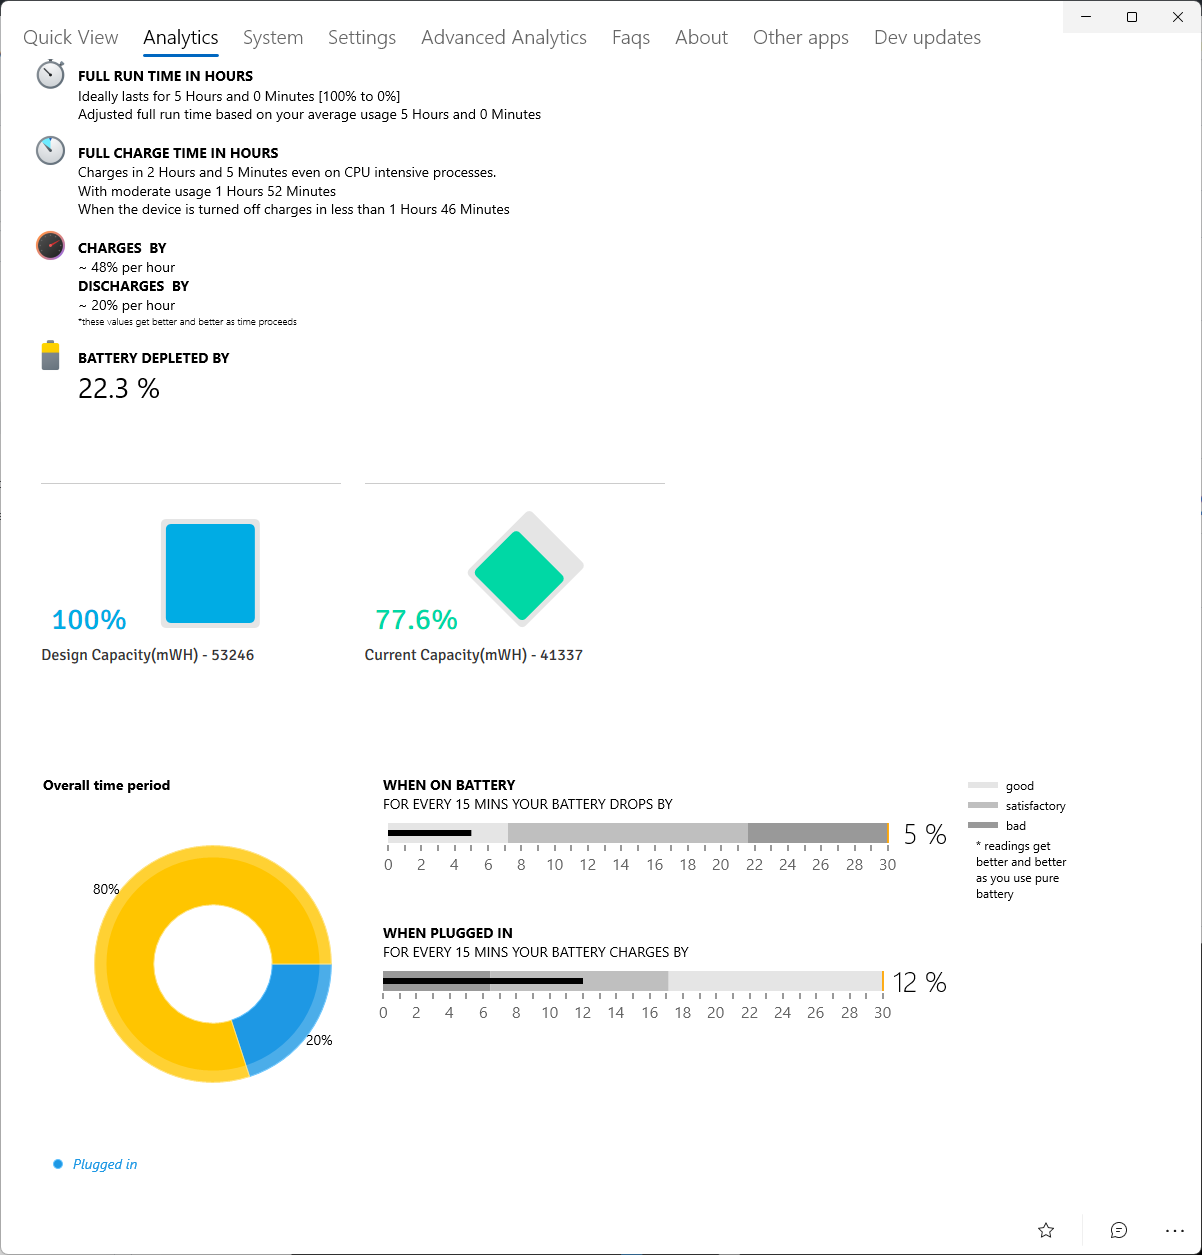 Quick View Analytics System Settings Advanced Analytics Faqs About Other apps Dev updates
FULL RUN TIME IN HOURS
Ideally lasts for 5 Hours and 0 Minutes [100% to 0%]
Adjusted full run time based on your average usage 5 Hours and 0 Minutes
FULL CHARGE TIME IN HOURS
Charges in 2 Hours and 5 Minutes even on CPU intensive processes.
With moderate usage 1 Hours 52 Minutes
When the device is turned off charges in less than 1 Hours 46 Minutes
CHARGES  BY
~ 48% per hour
DISCHARGES  BY
~ 20% per hour
*these values get better and better as time proceeds
BATTERY DEPLETED BY
22.3 %
100%
Design Capacity(mWH) - 53246
77.6%
Current Capacity(mWH) - 41337
Overall time period
80%
20%
Plugged in
WHEN ON BATTERY
FOR EVERY 15 MINS YOUR BATTERY DROPS BY
5 %
0 2 4 6 8 10 12 14 16 18 20 22 24 26 28 30
WHEN PLUGGED IN
FOR EVERY 15 MINS YOUR BATTERY CHARGES BY
12 %
0 2 4 6 8 10 12 14 16 18 20 22 24 26 28 30
good
satisfactory
bad
* readings get
better and better
as you use pure
battery